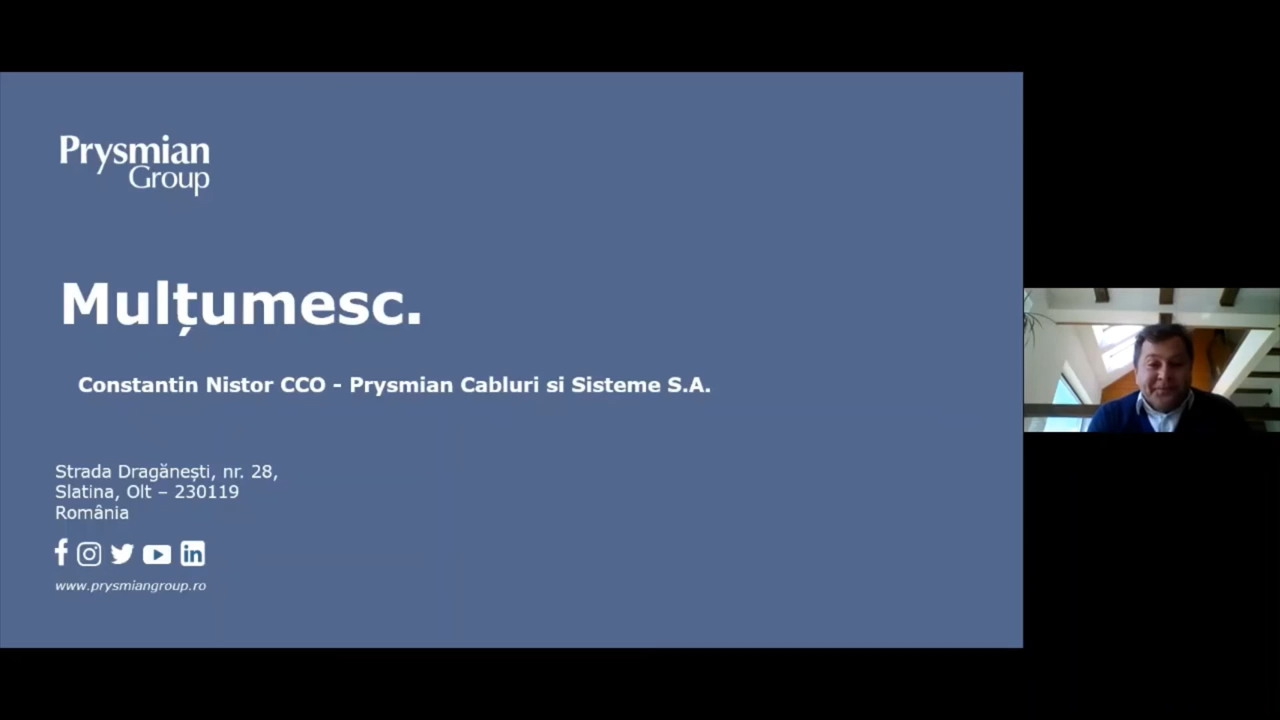 Prysmian
Group
Mulțumesc.
Constantin Nistor CCO - Prysmian Cabluri si Sisteme S.A.
Strada Dragănești, nr. 28,
Slatina, Olt – 230119
România
www.prysmiangroup.ro